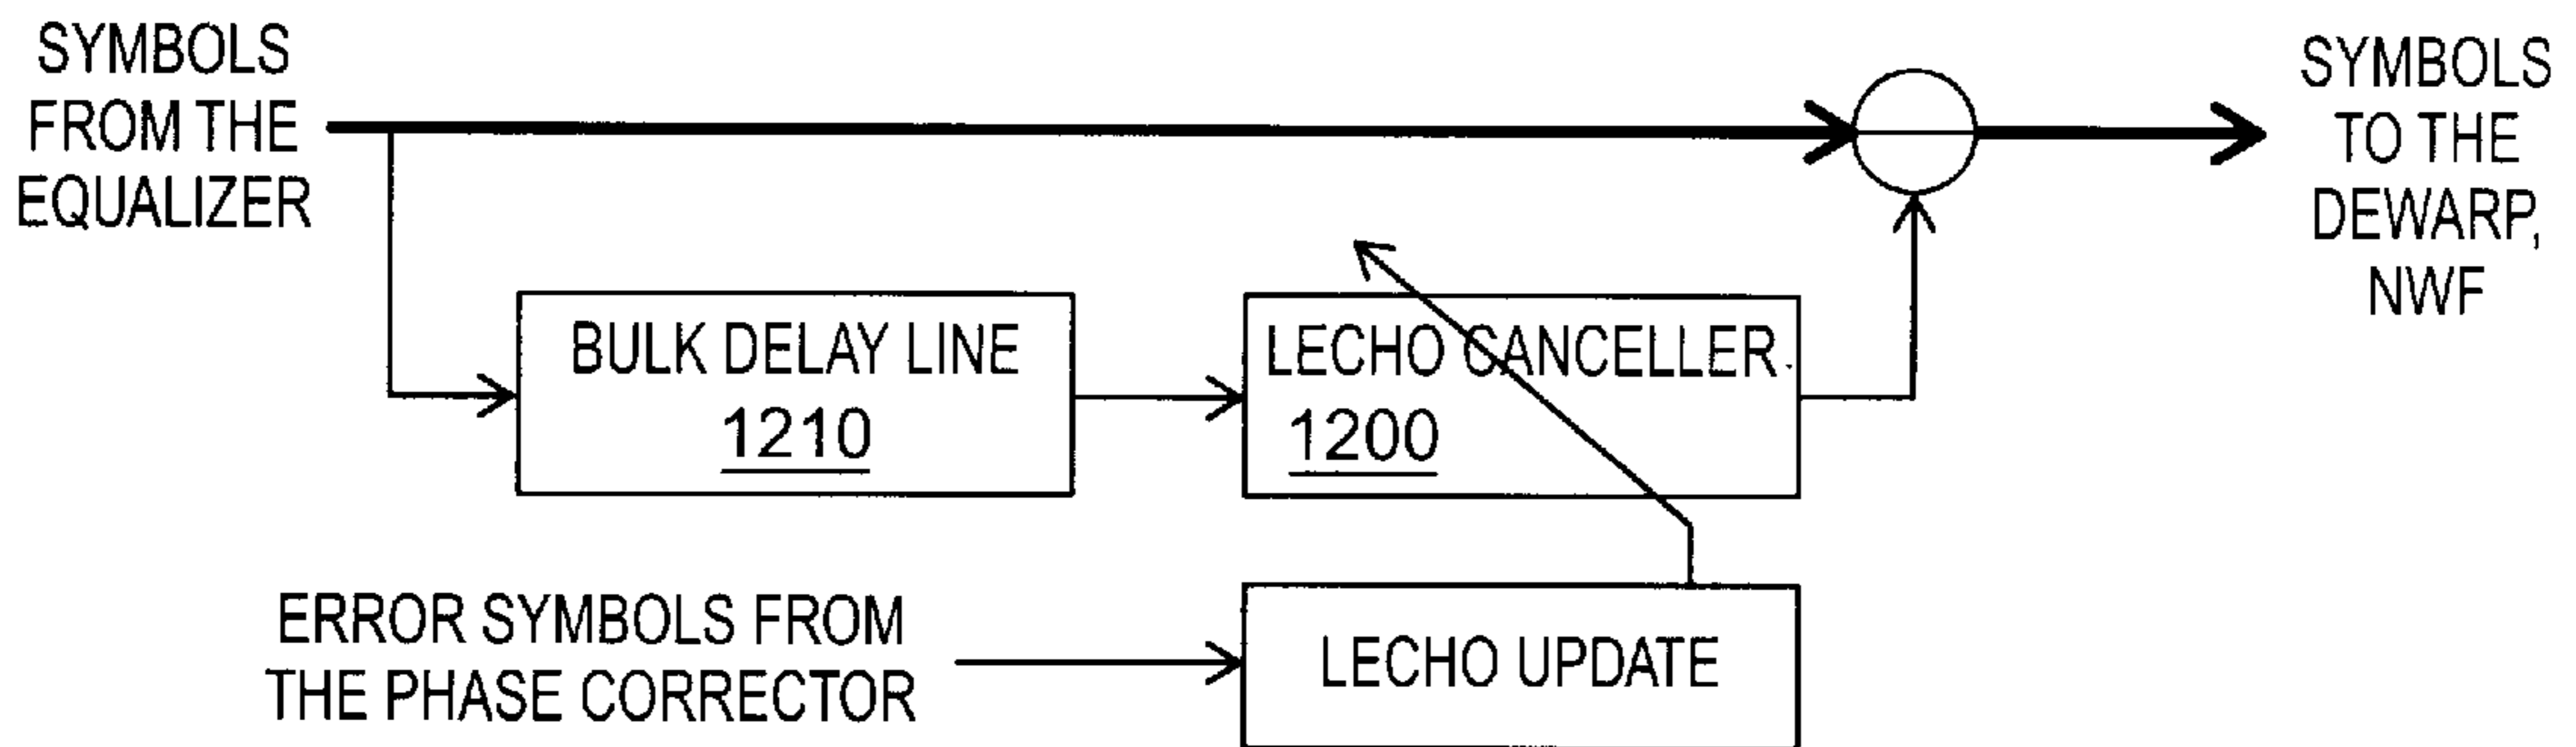 SYMBOLS
FROM THE
EQUALIZER
SYMBOLS
TO THE
DEWARP,
NWF
BULK DELAY LINE
1210
LECHO CANCELLER
1200
ERROR SYMBOLS FROM
THE PHASE CORRECTOR
LECHO UPDATE